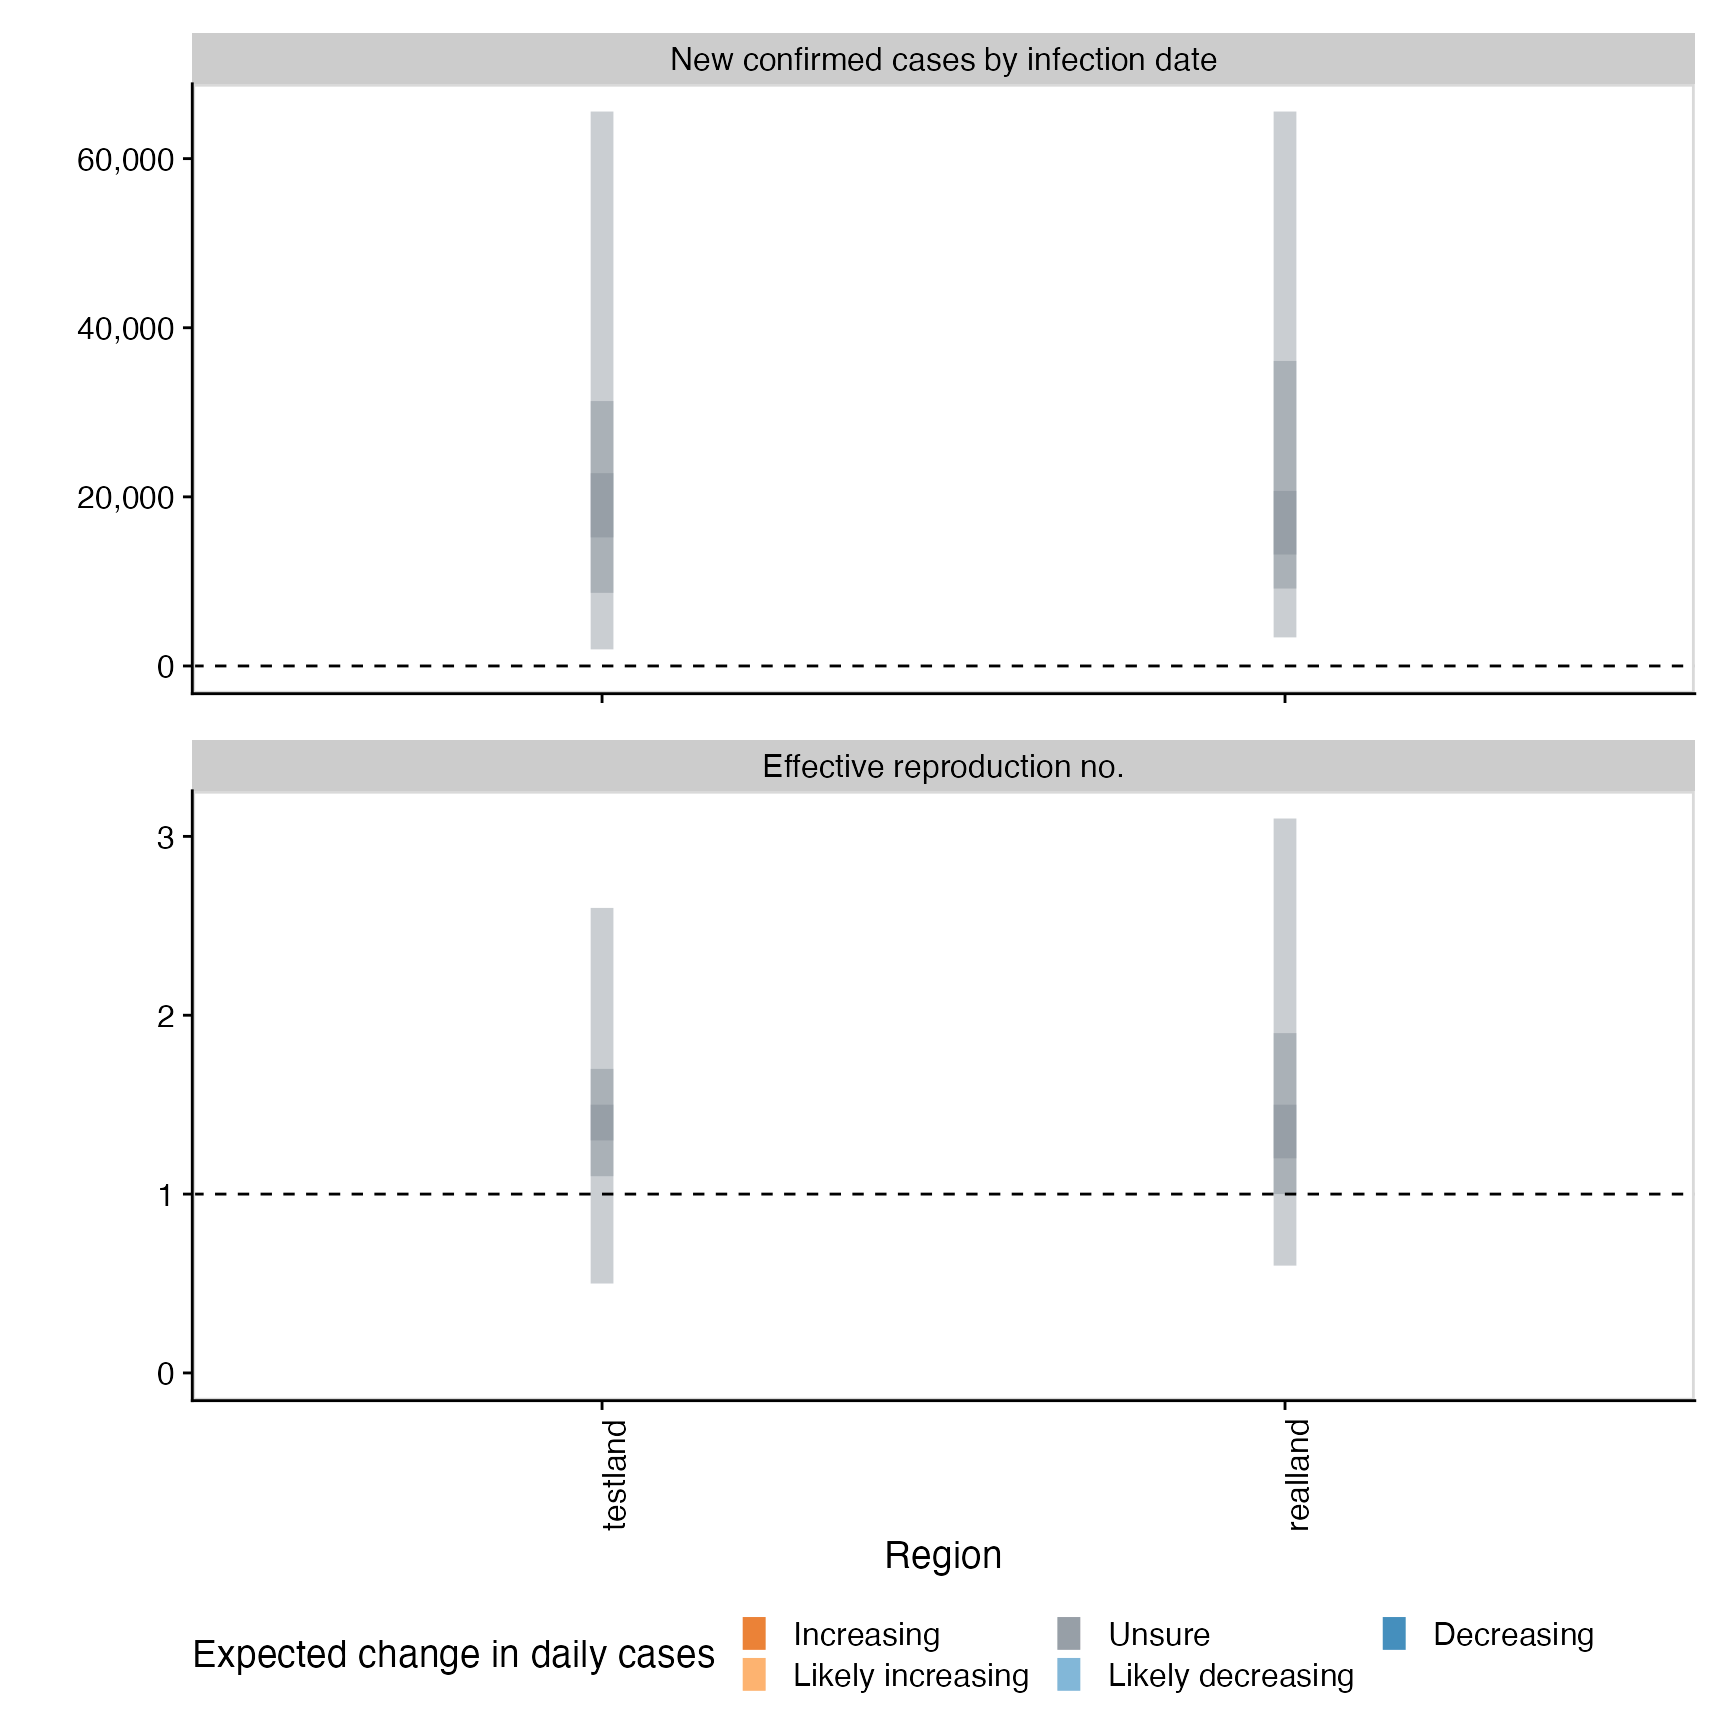 New confirmed cases by infection date
60,000
40,000
20,000
0
Effective reproduction no.
3
2
1
0
testland
realland
Region
Expected change in daily cases
Increasing
Unsure
Decreasing
Likely increasing
Likely decreasing